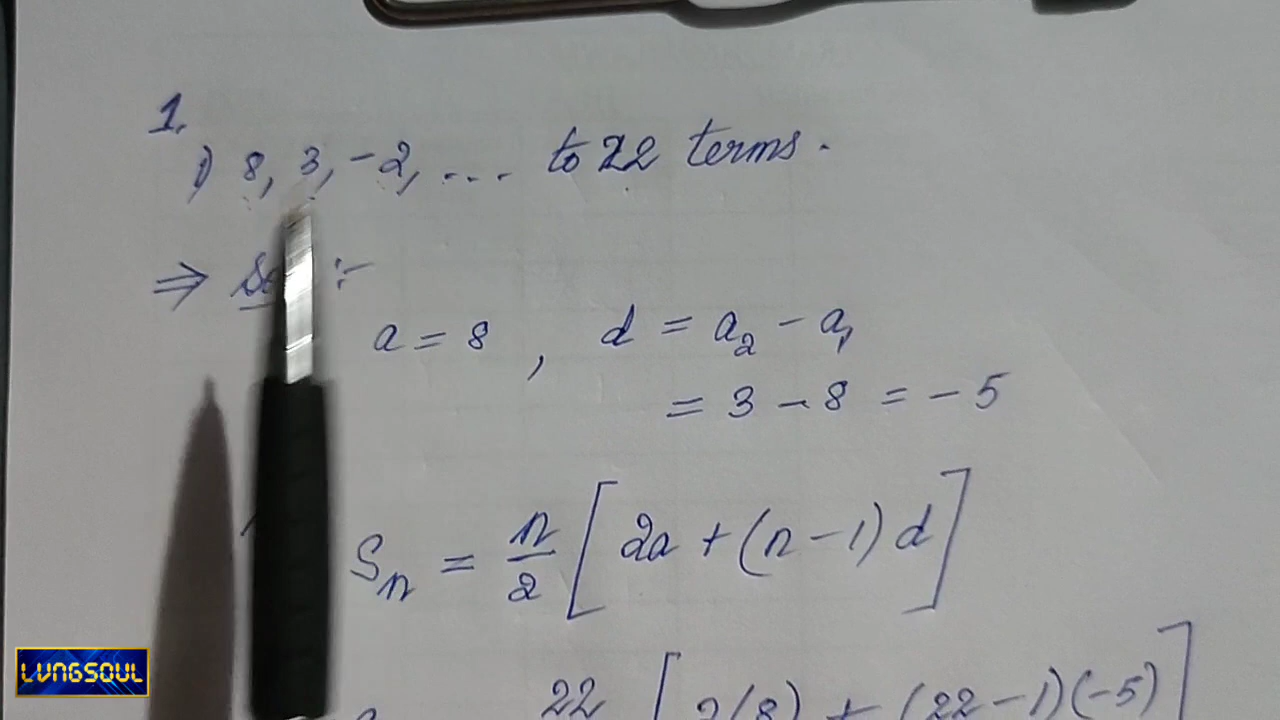 1.
i) 8, 3, -2, ... to 22 terms.
⇒ :-
a = 8 , d = a₂ - a₁
= 3 - 8 = -5
Sₙ = n/2 [2a + (n-1)d]
22 [2(8) + (22-1)(-5)]
LUNGSOUL